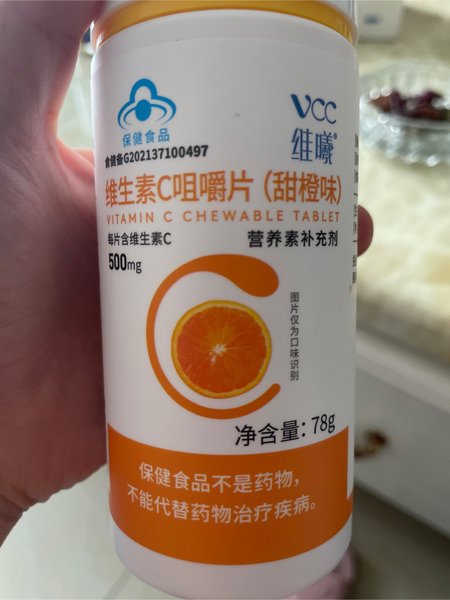 VCC
维曦®
保健食品
食健备G202137100497
维生素C咀嚼片（甜橙味）
VITAMIN C CHEWABLE TABLET
每片含维生素C
500mg
营养素补充剂
图片仅为口味识别
净含量：78g
保健食品不是药物，
不能代替药物治疗疾病。